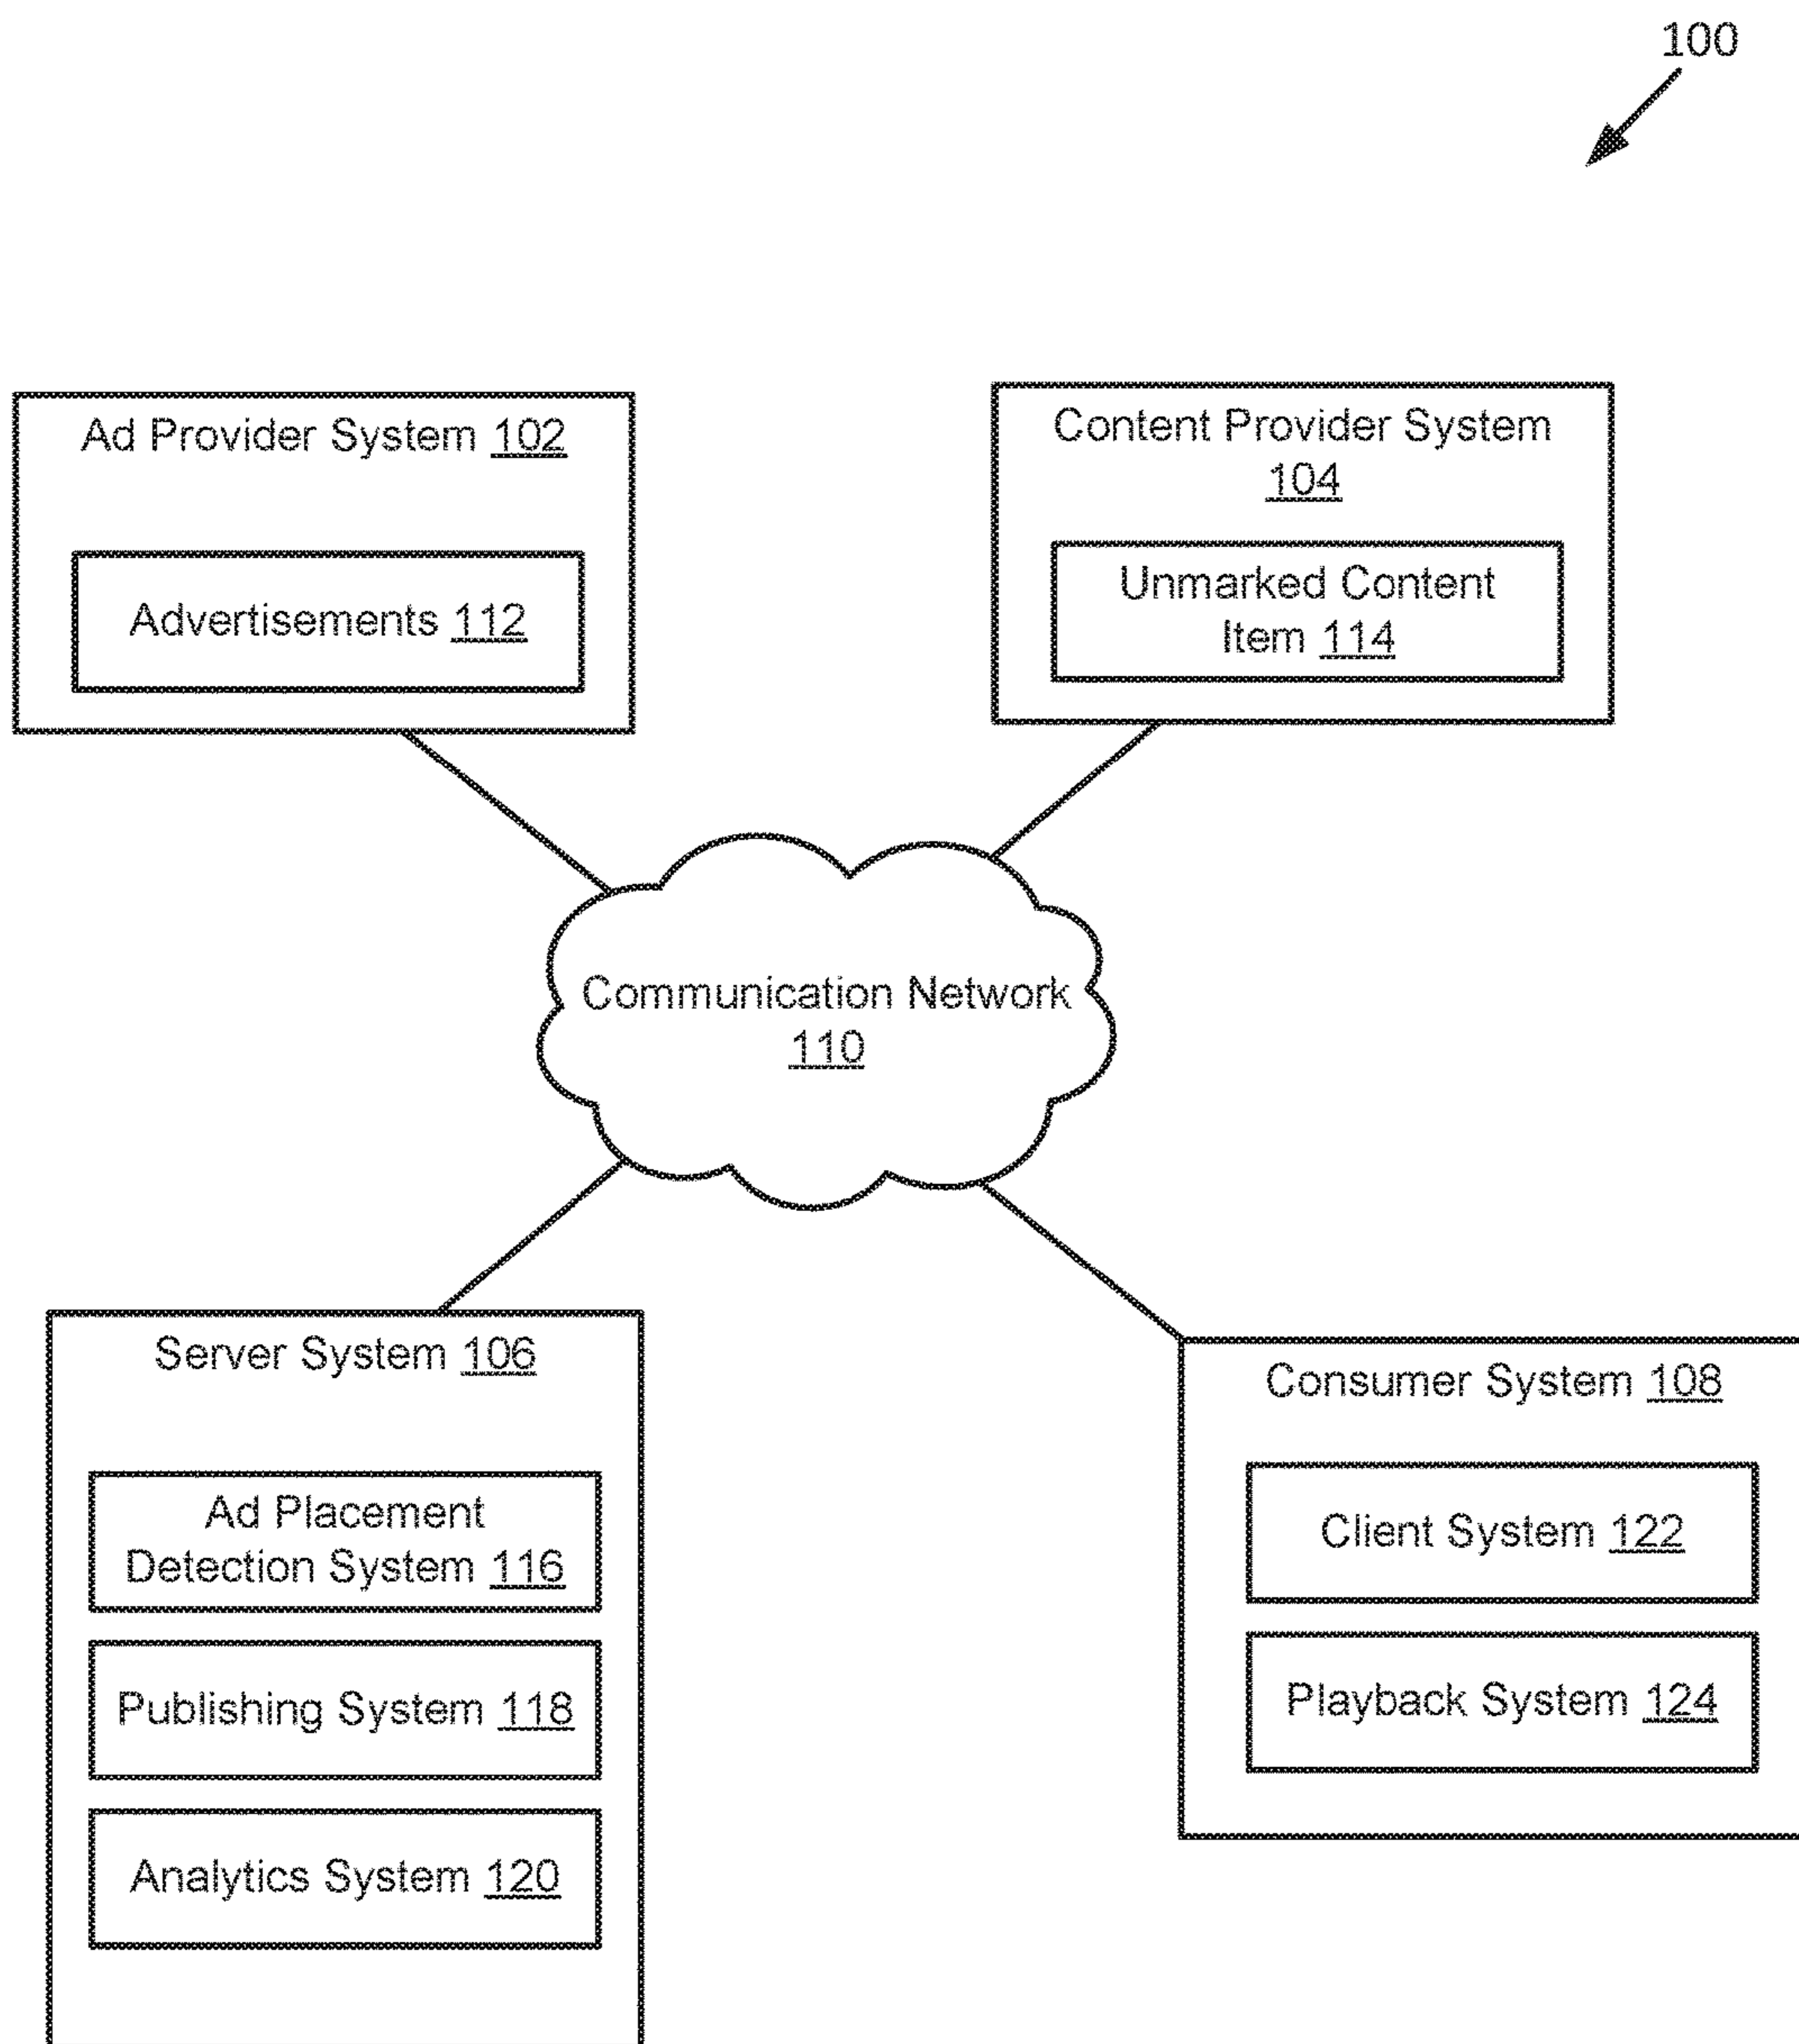 100
Ad Provider System 102
Advertisements 112
Content Provider System
104
Unmarked Content
Item 114
Communication Network
110
Server System 106
Ad Placement
Detection System 116
Publishing System 118
Analytics System 120
Consumer System 108
Client System 122
Playback System 124